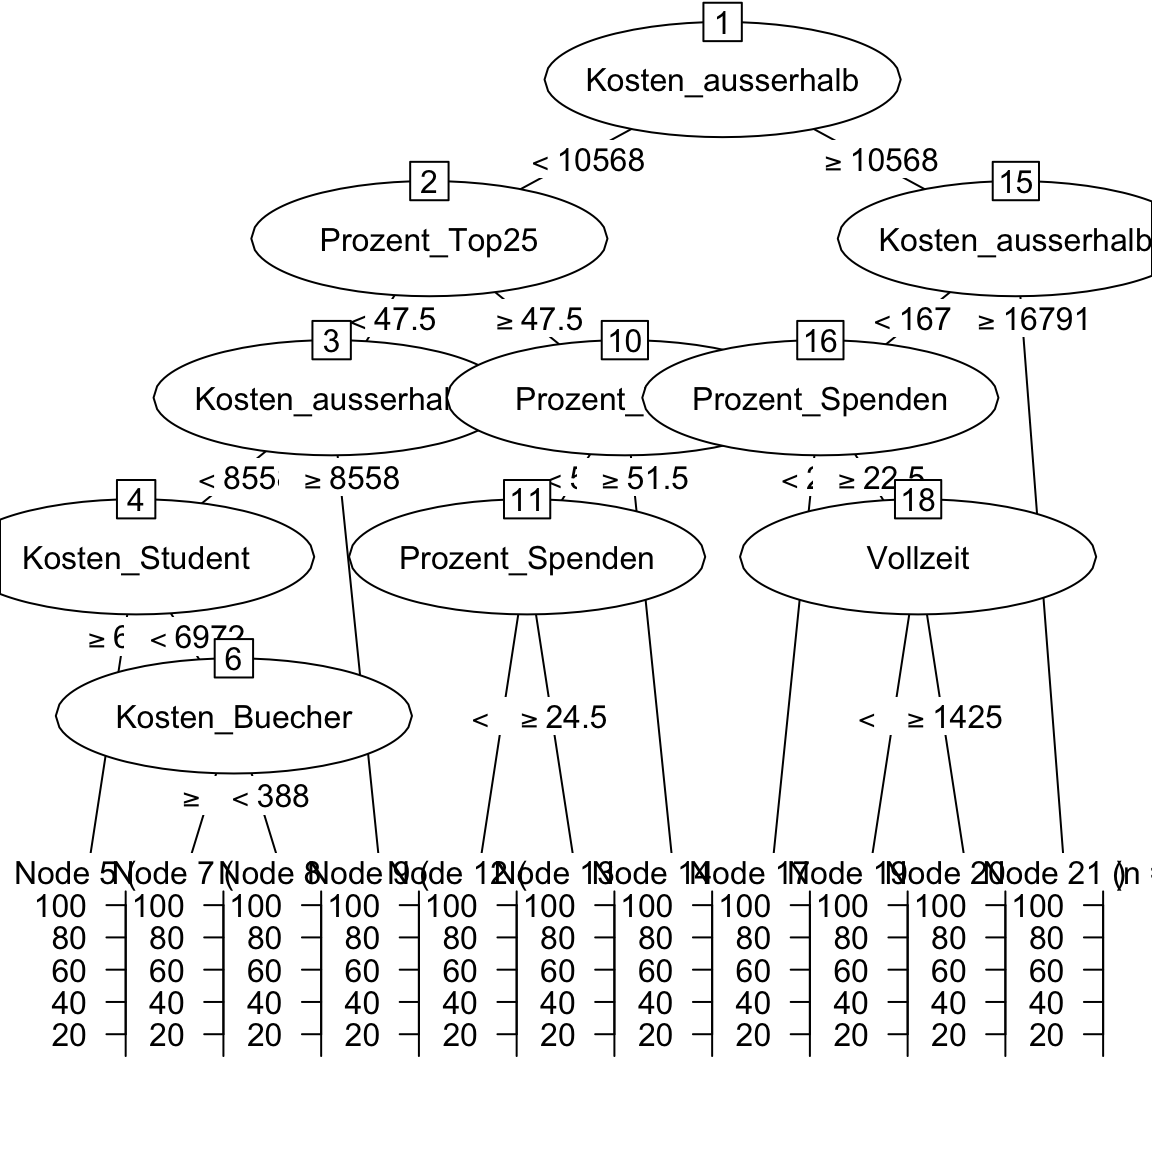 1
Kosten_ausserhalb
< 10568 ≥ 10568
2 15
Prozent_Top25 Kosten_ausserhalb
< 47.5 ≥ 47.5 < 167 ≥ 16791
3 10 16
Kosten_ausserhal Prozent_ Prozent_Spenden
< 855 ≥ 8558 < 5 ≥ 51.5 < 2 ≥ 22.5
4 11 18
Kosten_Student Prozent_Spenden Vollzeit
≥ 6 < 6972
6
Kosten_Buecher < ≥ 24.5 < ≥ 1425
≥ < 388
Node 5 ( Node 7 ( Node 8 Node 9 ( Node 12 ( Node 13 Node 14 Node 17 Node 19 Node 20 Node 21 (n =
100 100 100 100 100 100 100 100 100 100 100
80 80 80 80 80 80 80 80 80 80 80
60 60 60 60 60 60 60 60 60 60 60
40 40 40 40 40 40 40 40 40 40 40
20 20 20 20 20 20 20 20 20 20 20